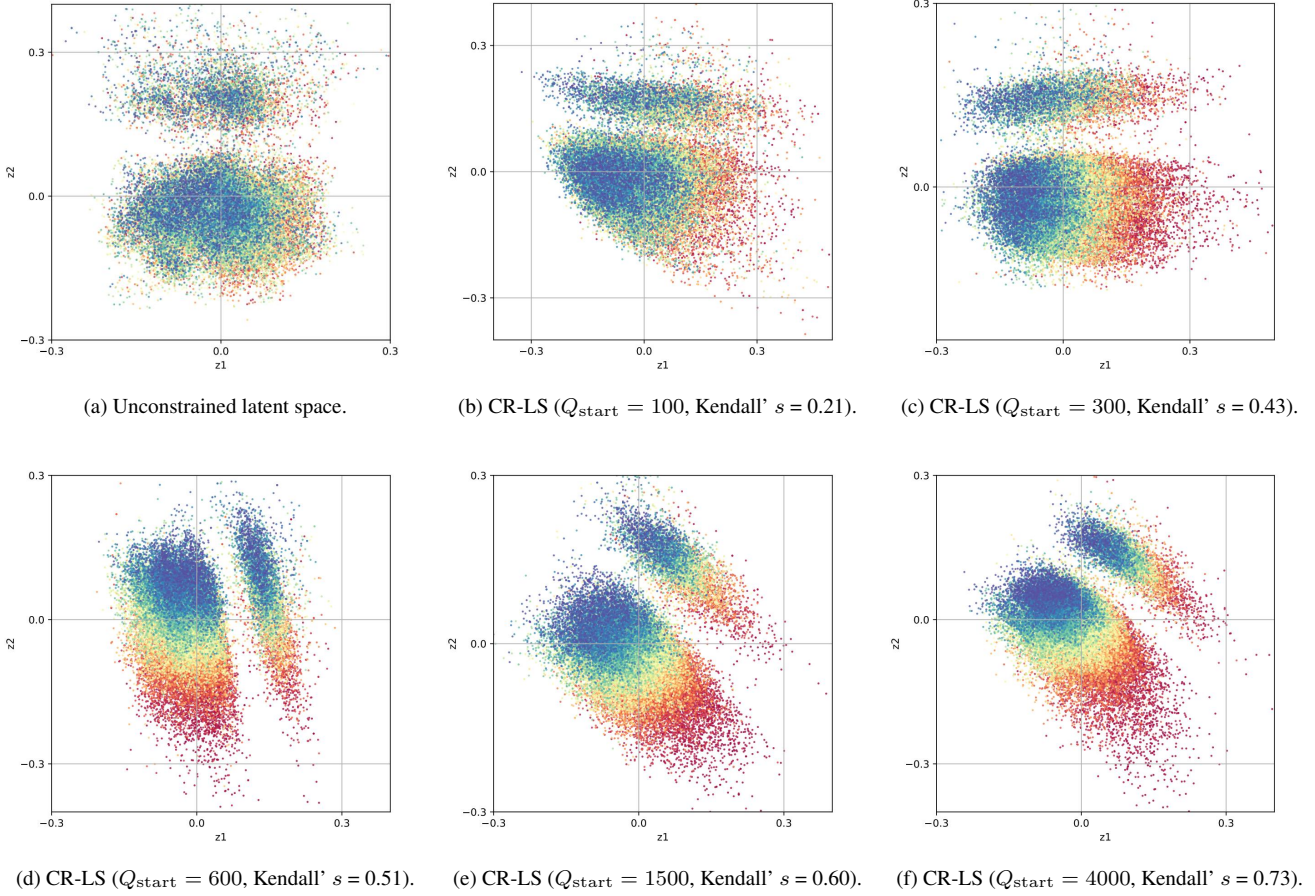 0.3
z2
0.0
−0.3
−0.3
0.0
0.3
z1
(a) Unconstrained latent space.
0.3
z2
0.0
−0.3
0.0
0.3
z1
−0.3
(b) CR-LS (Q_start = 100, Kendall' s = 0.21).
0.3
z2
0.0
−0.3
−0.3
0.0
0.3
z1
(c) CR-LS (Q_start = 300, Kendall' s = 0.43).
0.3
z2
0.0
−0.3
−0.3
0.0
0.3
z1
(d) CR-LS (Q_start = 600, Kendall' s = 0.51).
0.3
z2
0.0
−0.3
−0.3
0.0
0.3
z1
(e) CR-LS (Q_start = 1500, Kendall' s = 0.60).
0.3
z2
0.0
−0.3
−0.3
0.0
0.3
z1
(f) CR-LS (Q_start = 4000, Kendall' s = 0.73).